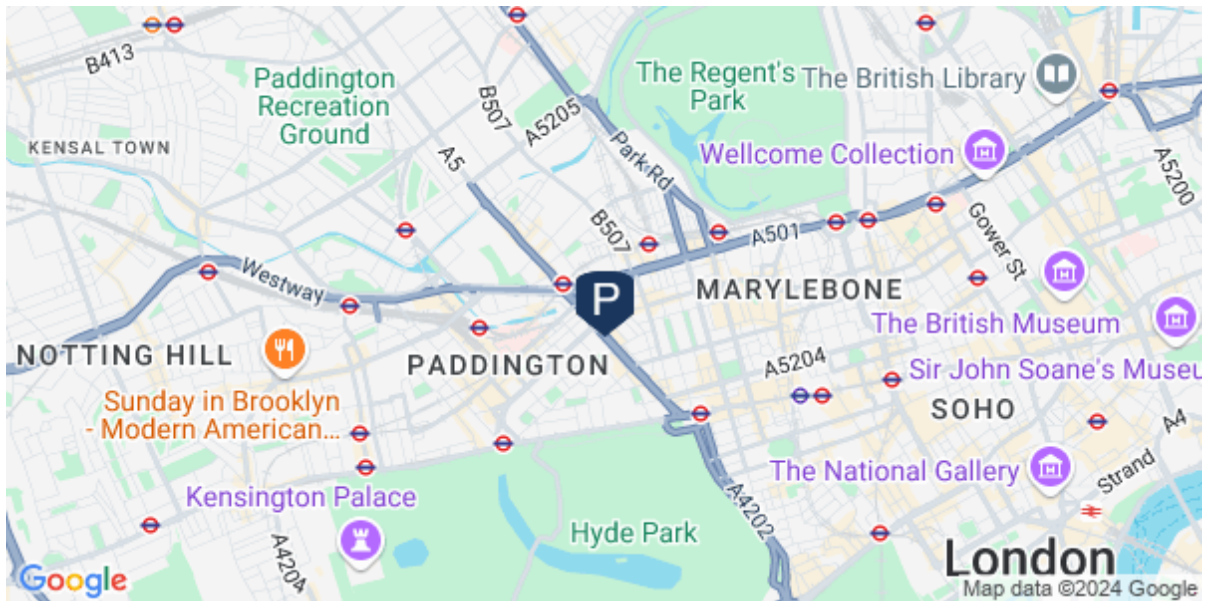 B413
Paddington
Recreation
Ground
KENSAL TOWN
B507
A5205
A5
The Regent's
Park
The British Library
Park Rd
Wellcome Collection
A5200
B507
A501
Gower St
Westway
MARYLEBONE
The British Museum
NOTTING HILL
PADDINGTON
P
A5204
Sir John Soane's Museu
SOHO
Sunday in Brooklyn
- Modern American...
A4
Kensington Palace
The National Gallery
Strand
A4202
Hyde Park
A4204
London
Google
Map data ©2024 Google